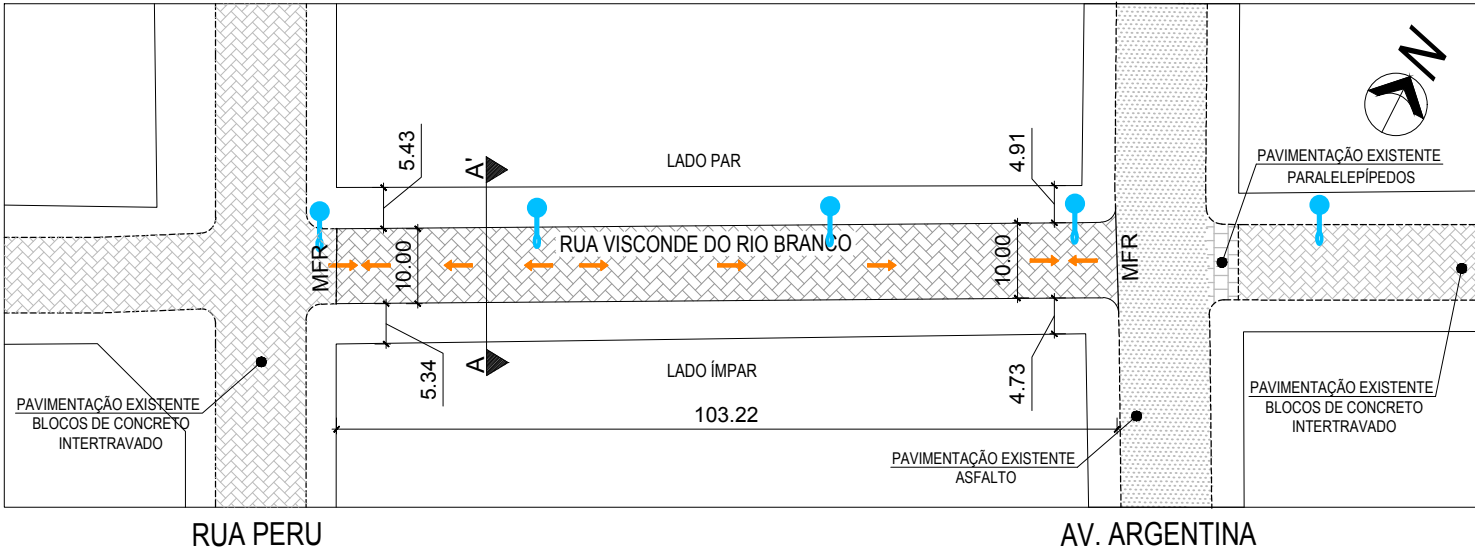 N
5.43
A'
LADO PAR
4.91
PAVIMENTAÇÃO EXISTENTE
PARALELEPÍPEDOS
MFR
10.00
RUA VISCONDE DO RIO BRANCO
10.00
MFR
5.34
A
LADO ÍMPAR
4.73
103.22
PAVIMENTAÇÃO EXISTENTE
BLOCOS DE CONCRETO
INTERTRAVADO
PAVIMENTAÇÃO EXISTENTE
ASFALTO
PAVIMENTAÇÃO EXISTENTE
BLOCOS DE CONCRETO
INTERTRAVADO
RUA PERU
AV. ARGENTINA